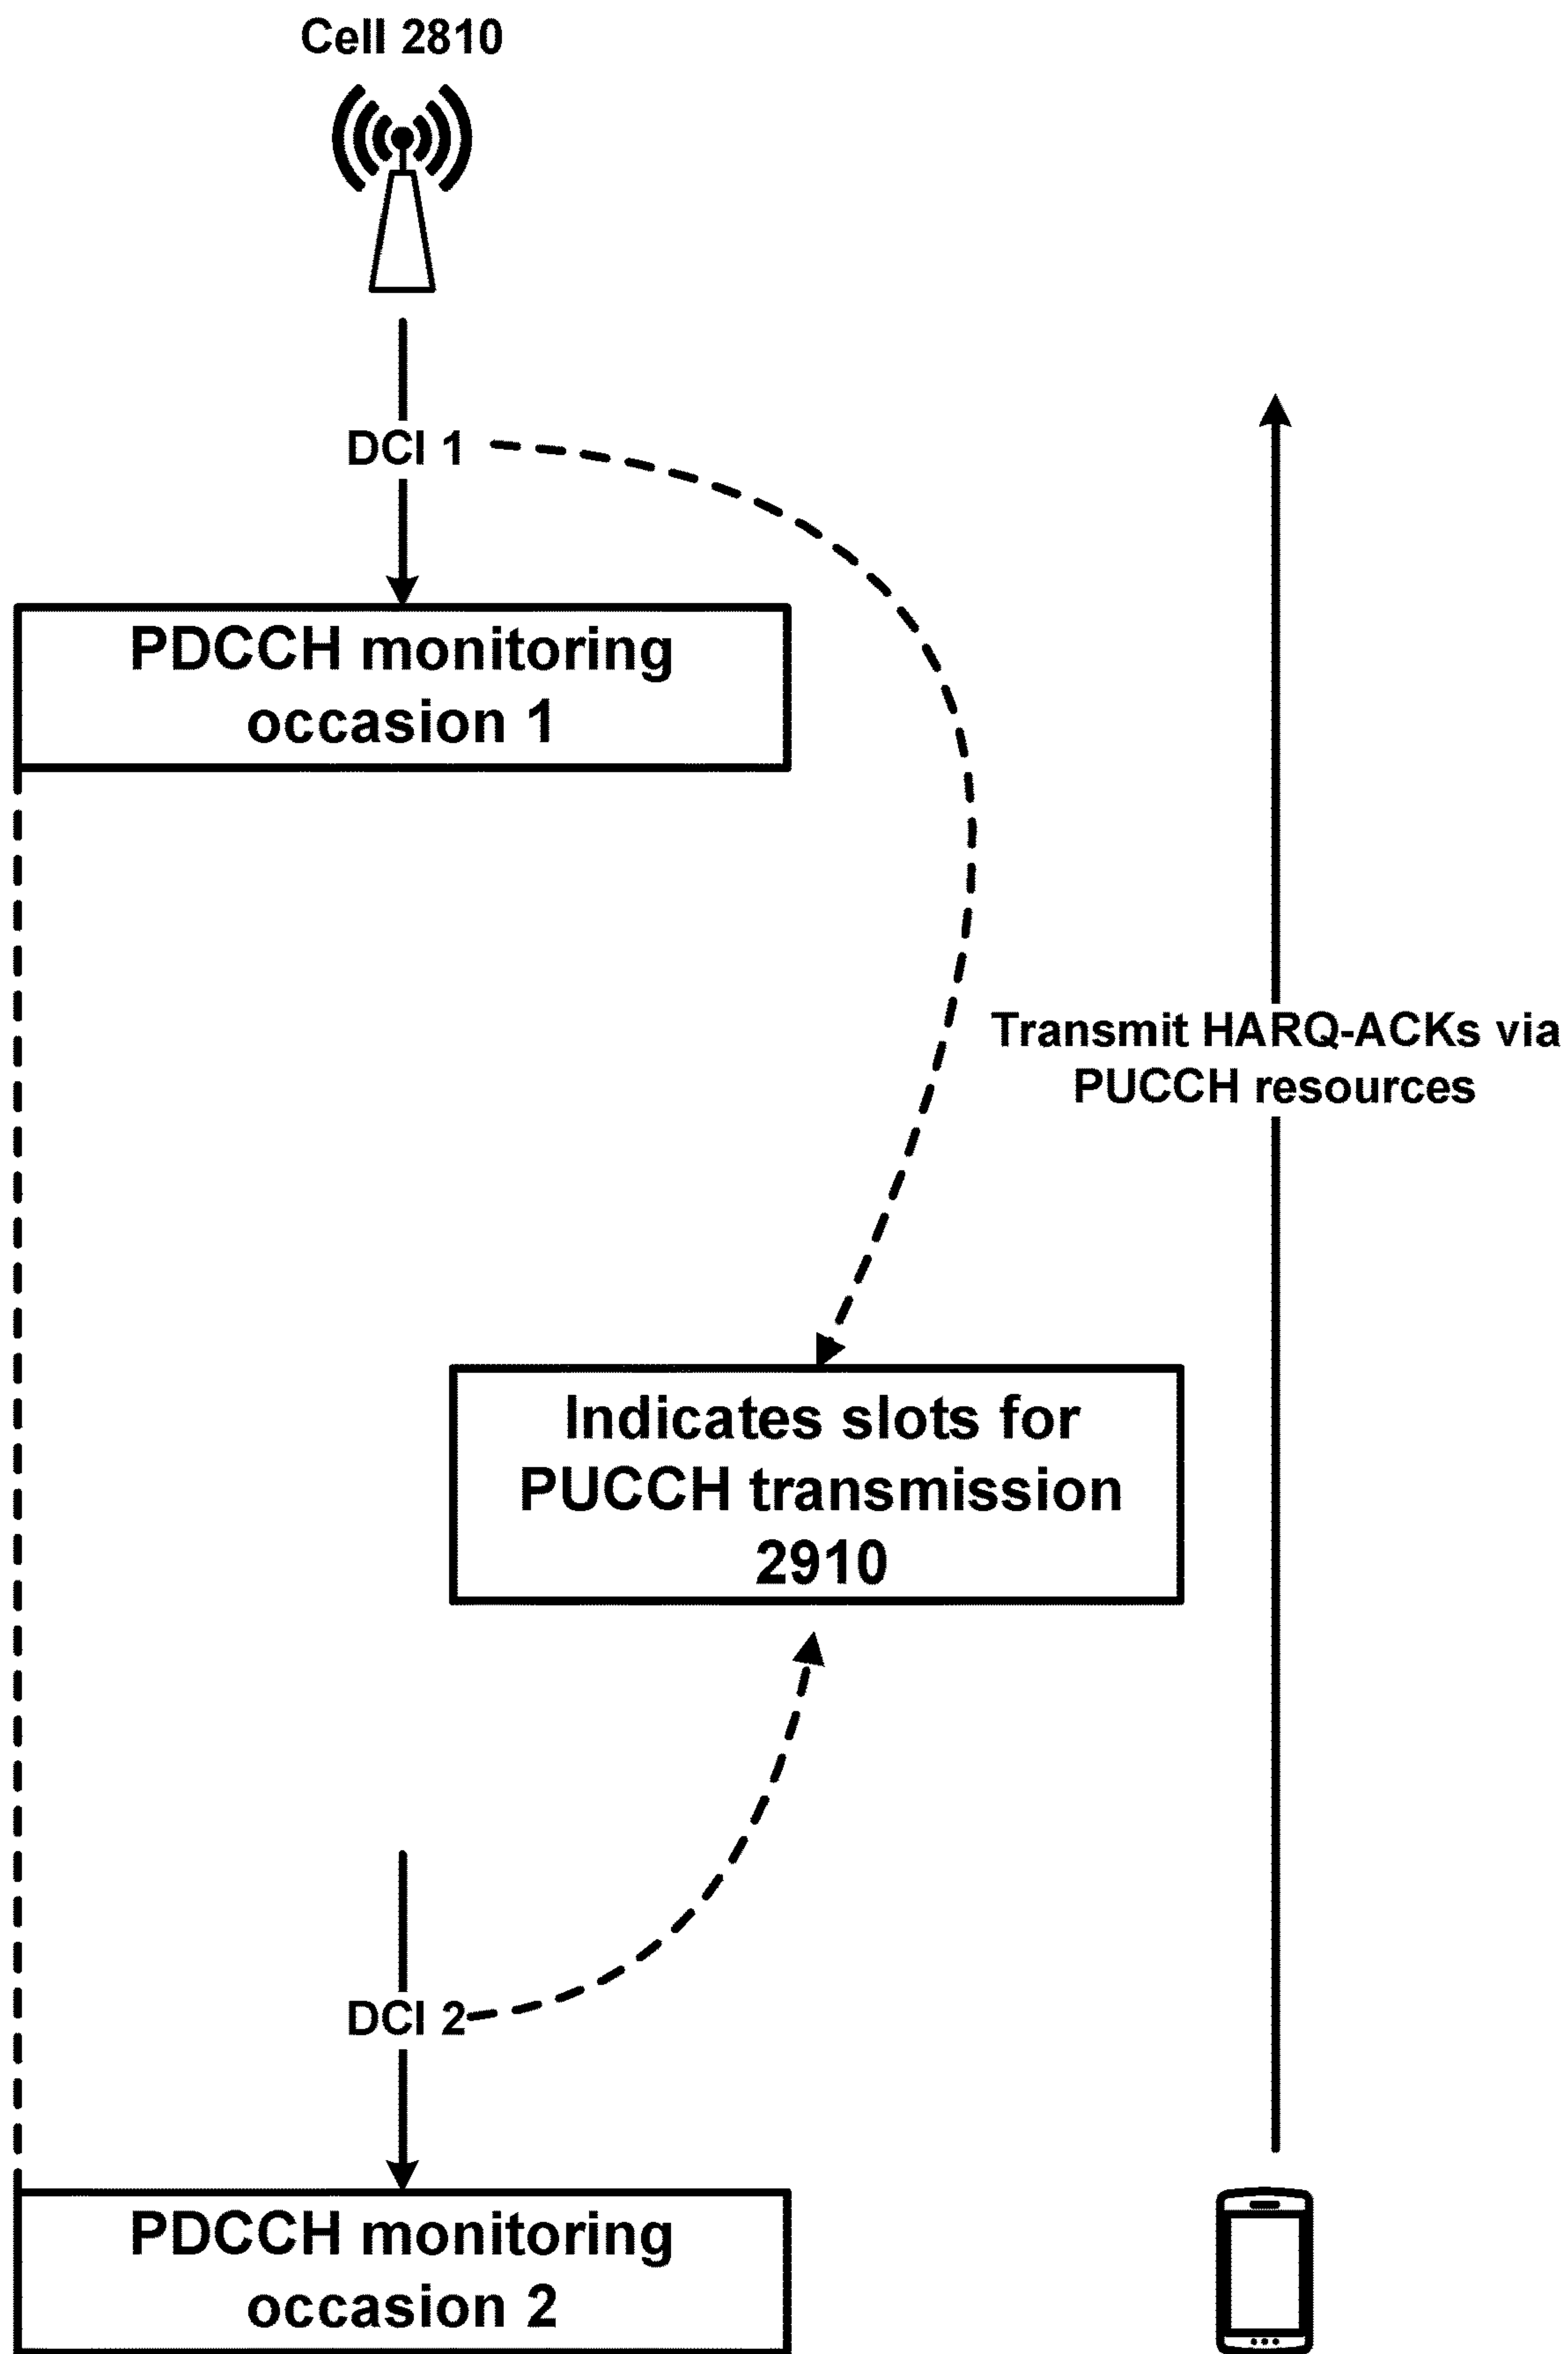 Cell 2810
DCI 1
PDCCH monitoring
occasion 1
Transmit HARQ-ACKs via
PUCCH resources
Indicates slots for
PUCCH transmission
2910
DCI 2
PDCCH monitoring
occasion 2